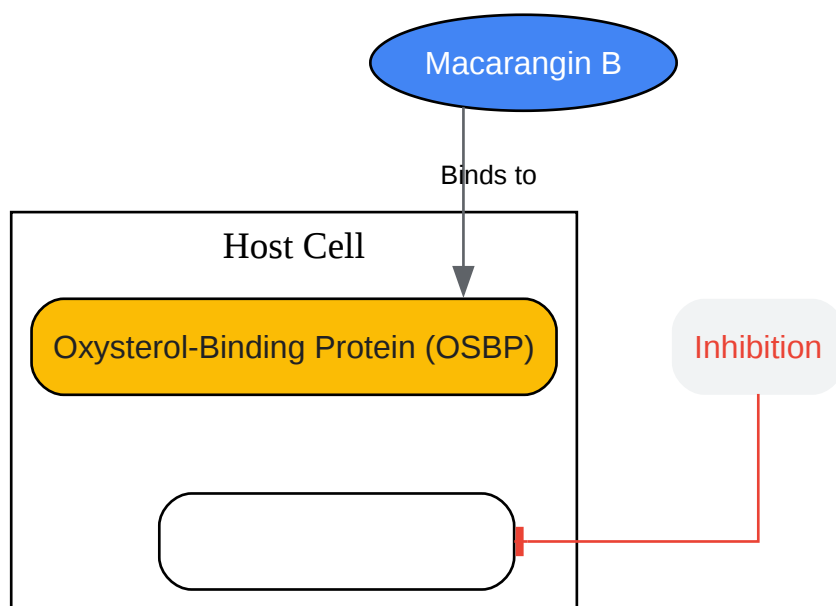 Macarangin B
Binds to
Host Cell
Oxysterol-Binding Protein (OSBP)
Inhibition